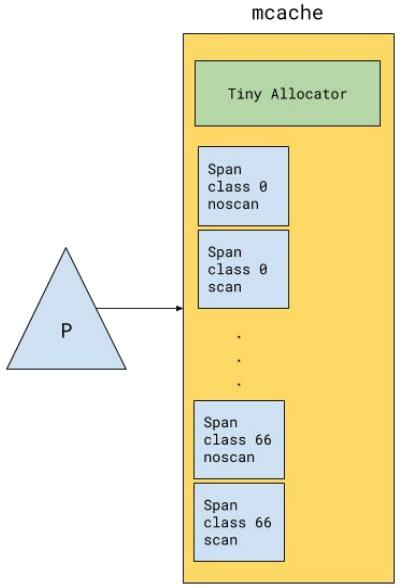 mcache
Tiny Allocator
Span
class 0
noscan
Span
class 0
scan
P
.
.
.
Span
class 66
noscan
Span
class 66
scan